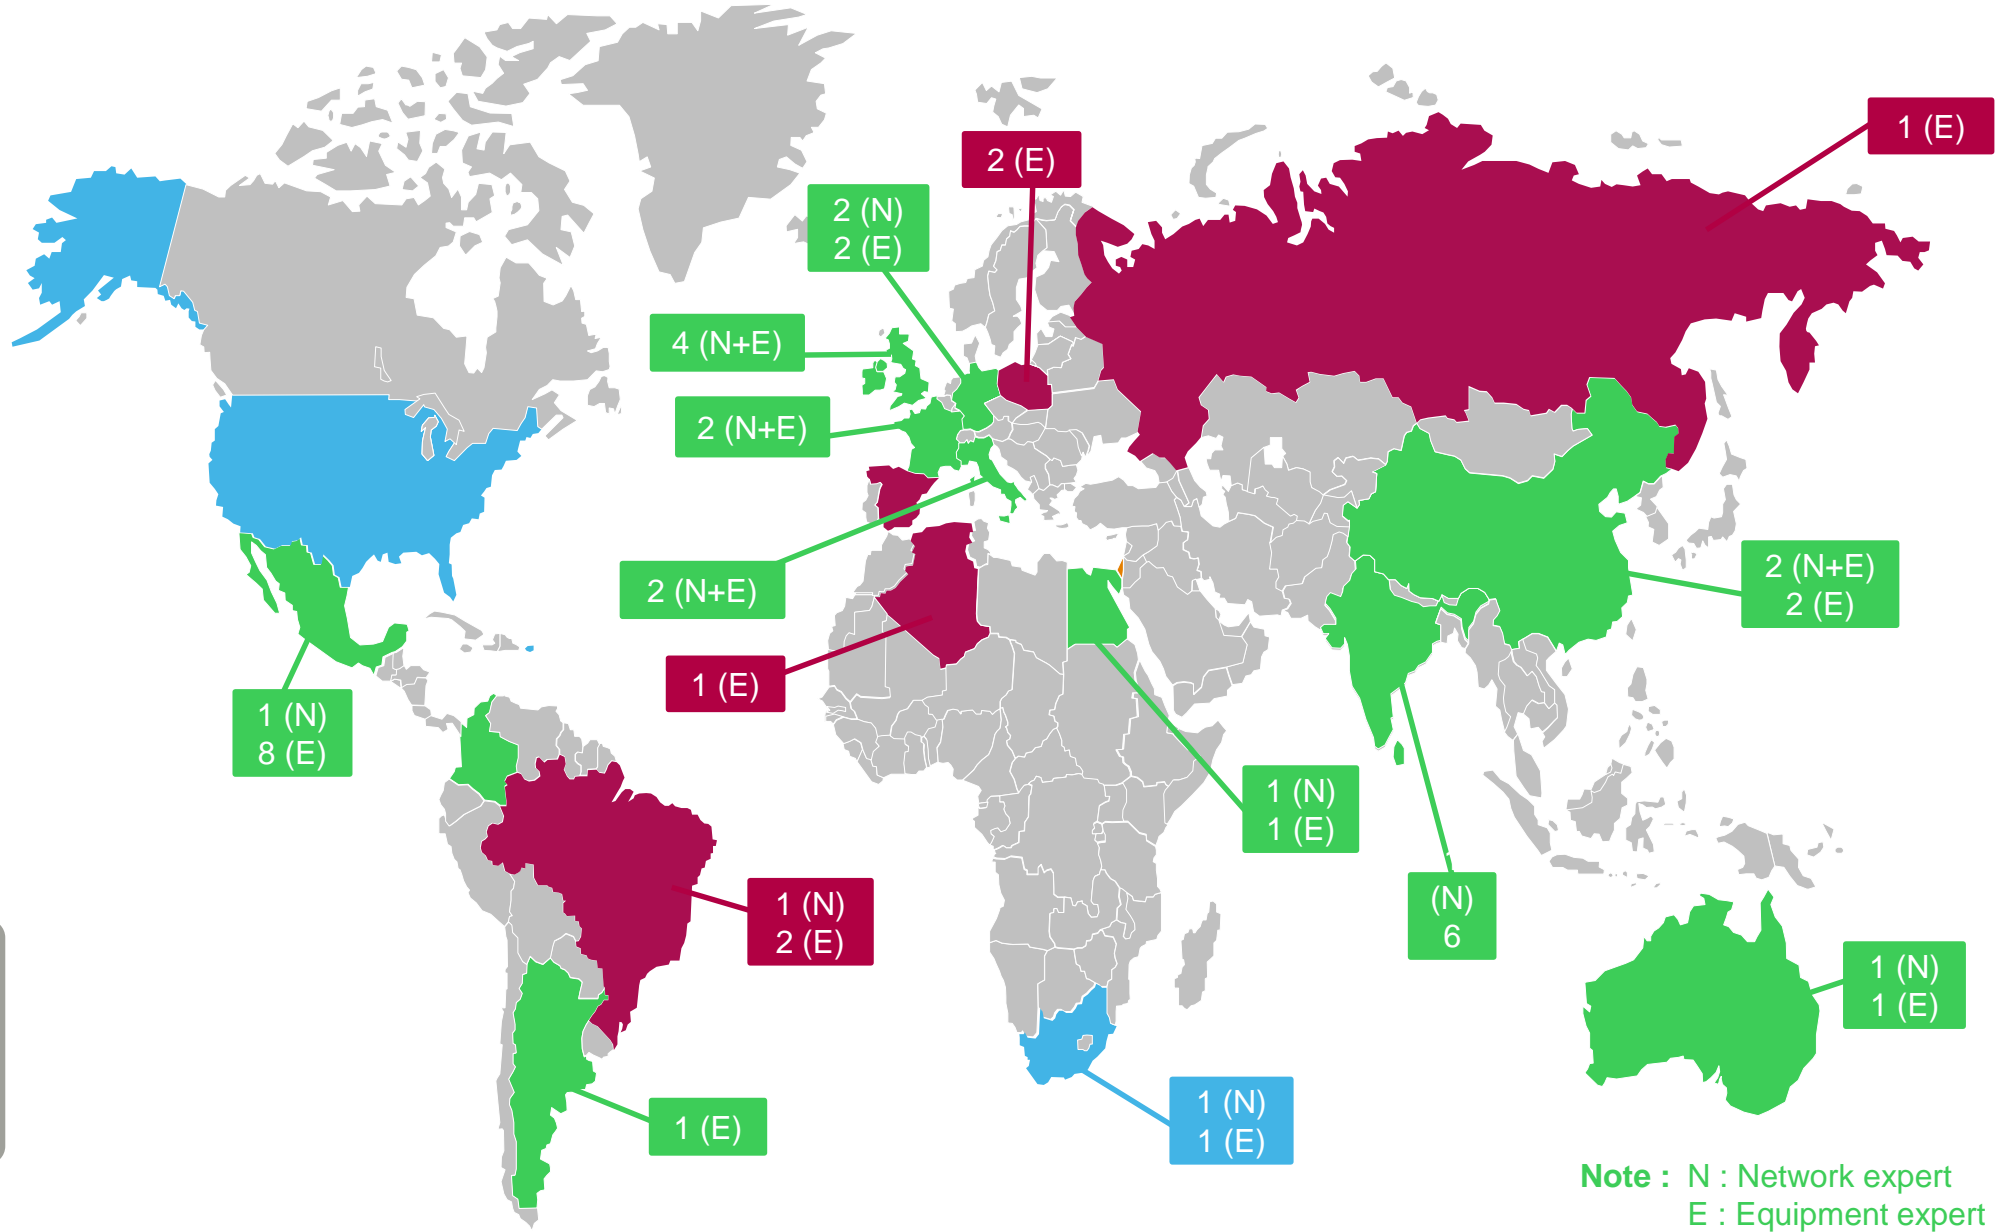 1 (E)
2 (E)
2 (N)
2 (E)
4 (N+E)
2 (N+E)
2 (N+E)
2 (N+E)
2 (E)
1 (E)
1 (N)
8 (E)
1 (N)
1 (E)
(N)
6
1 (N)
2 (E)
1 (N)
1 (E)
1 (N)
1 (E)
1 (E)
Note : N : Network expert
E : Equipment expert